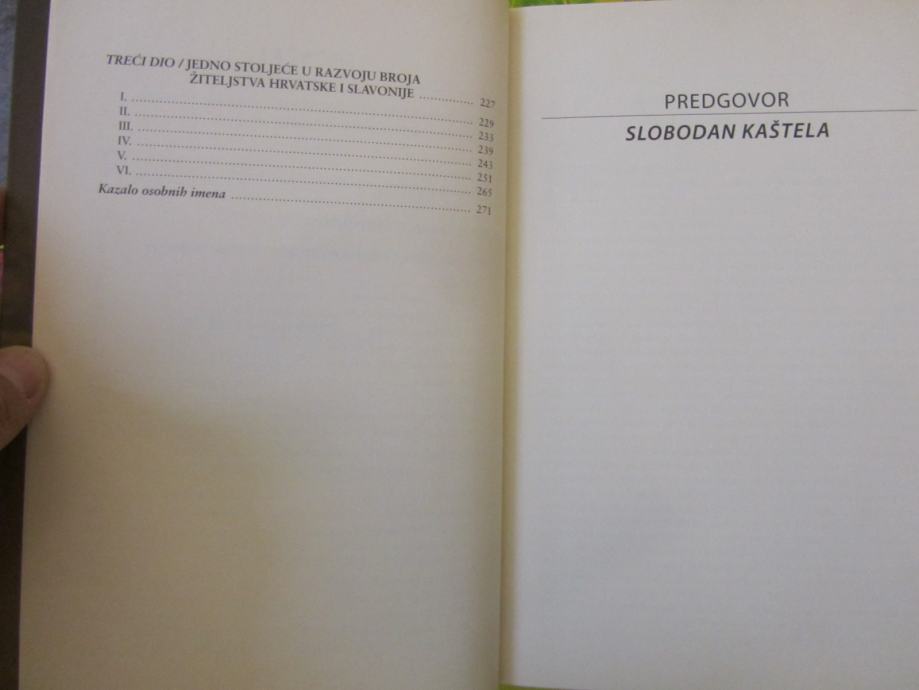 TREĆI DIO / JEDNO STOLJEĆE U RAZVOJU BROJA
ŽITELJSTVA HRVATSKE I SLAVONIJE ............... 227
I. ............... 229
II. ............... 233
III. ............... 239
IV. ............... 243
V. ............... 251
VI. ............... 265
Kazalo osobnih imena ............... 271
PREDGOVOR
SLOBODAN KAŠTELA